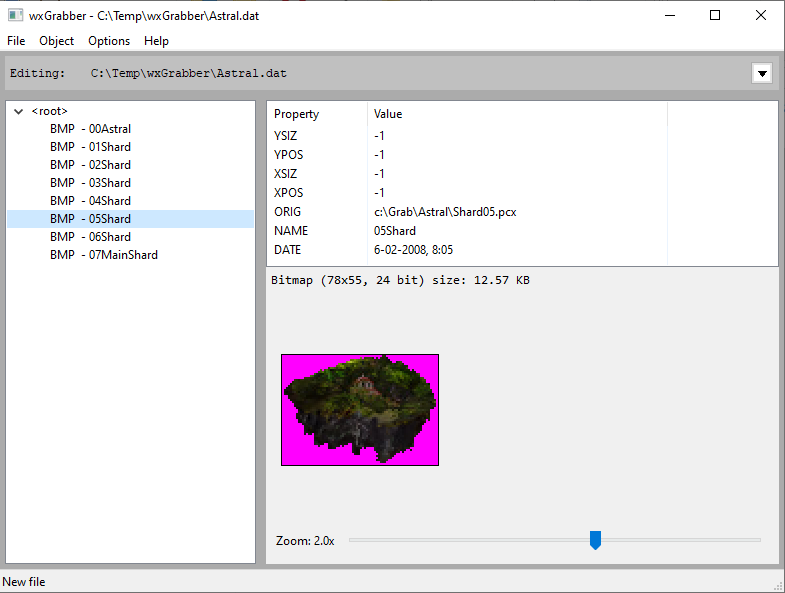 wxGrabber - C:\Temp\wxGrabber\Astral.dat
File Object Options Help
Editing: C:\Temp\wxGrabber\Astral.dat
<root>
BMP - 00Astral
BMP - 01Shard
BMP - 02Shard
BMP - 03Shard
BMP - 04Shard
BMP - 05Shard
BMP - 06Shard
BMP - 07MainShard
Property Value
YSIZ -1
YPOS -1
XSIZ -1
XPOS -1
ORIG c:\Grab\Astral\Shard05.pcx
NAME 05Shard
DATE 6-02-2008, 8:05
Bitmap (78x55, 24 bit) size: 12.57 KB
Zoom: 2.0x
New file